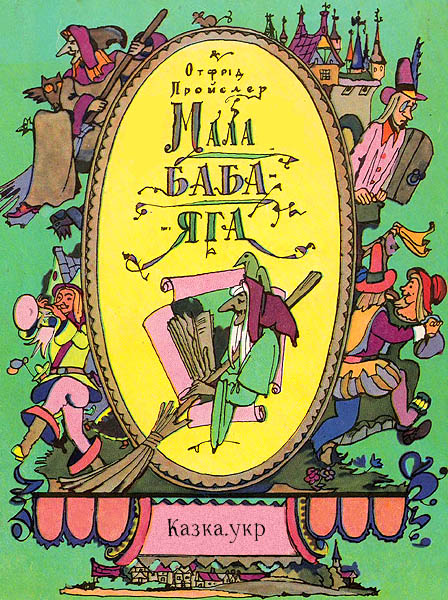 Отфрід
Пройслер
Мала
БАБА-
ЯГА
Казка.укр